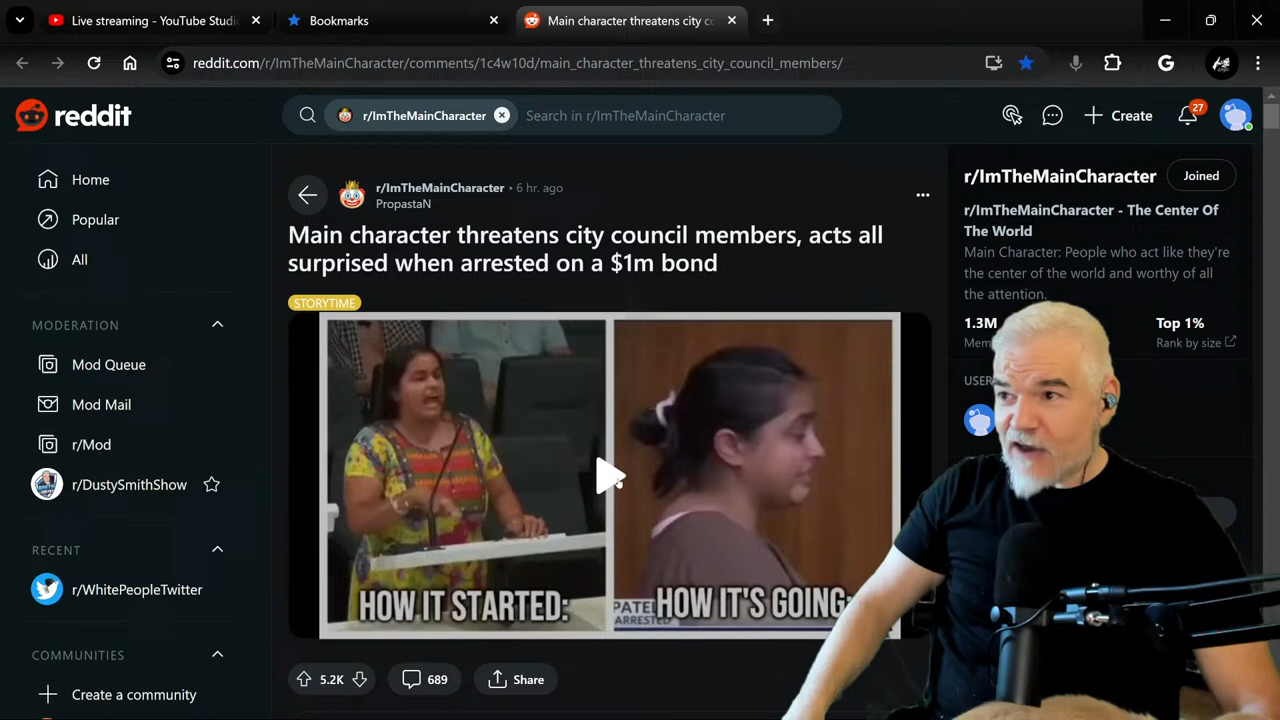 Live streaming - YouTube Studi
Bookmarks
Main character threatens city co
reddit.com/r/ImTheMainCharacter/comments/1c4w10d/main_character_threatens_city_council_members/
reddit
r/ImTheMainCharacter
Search in r/ImTheMainCharacter
Create
27
Home
Popular
All
MODERATION
Mod Queue
Mod Mail
r/Mod
r/DustySmithShow
RECENT
r/WhitePeopleTwitter
COMMUNITIES
Create a community
r/ImTheMainCharacter • 6 hr. ago
PropastaN
Main character threatens city council members, acts all
surprised when arrested on a $1m bond
STORYTIME
HOW IT STARTED:
HOW IT'S GOING:
PATEL
ARRESTED
5.2K
689
Share
r/ImTheMainCharacter
Joined
r/ImTheMainCharacter - The Center Of
The World
Main Character: People who act like they're
the center of the world and worthy of all
the attention.
1.3M
Mem
Top 1%
Rank by size
USER